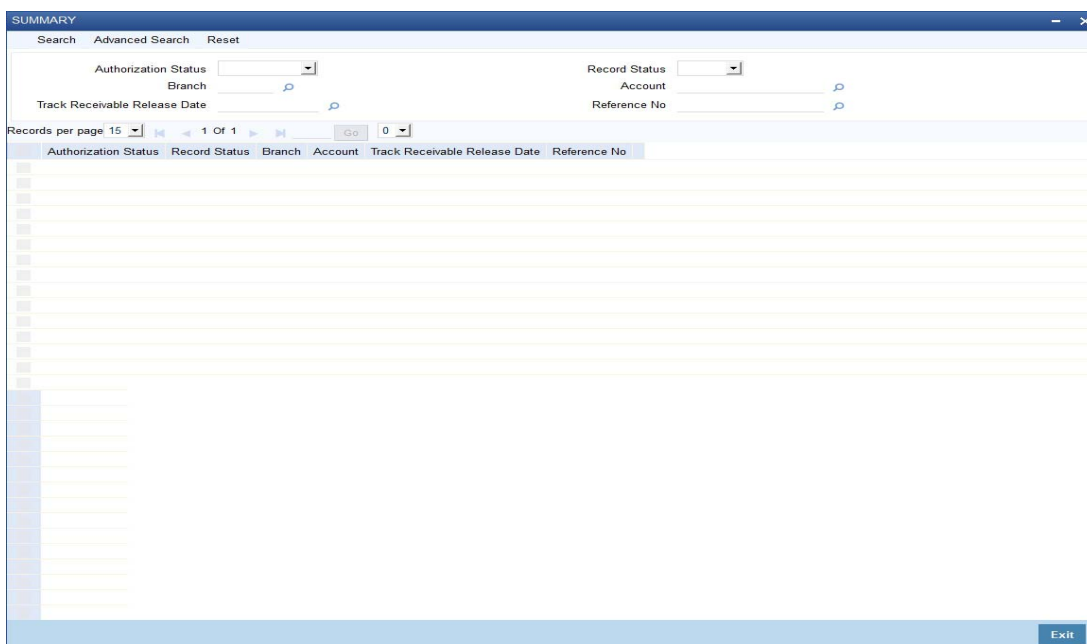 SUMMARY
Search Advanced Search Reset
Authorization Status Record Status
Branch Account
Track Receivable Release Date Reference No
Records per page 15 1 Of 1 Go 0
Authorization Status Record Status Branch Account Track Receivable Release Date Reference No
Exit